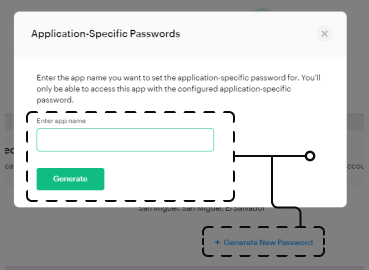 Application-Specific Passwords
Enter the app name you want to set the application-specific password for. You'll
only be able to access this app with the configured application-specific
password.
Enter app name
Generate
San Miguel, San Miguel, El Salvador
+ Generate New Password